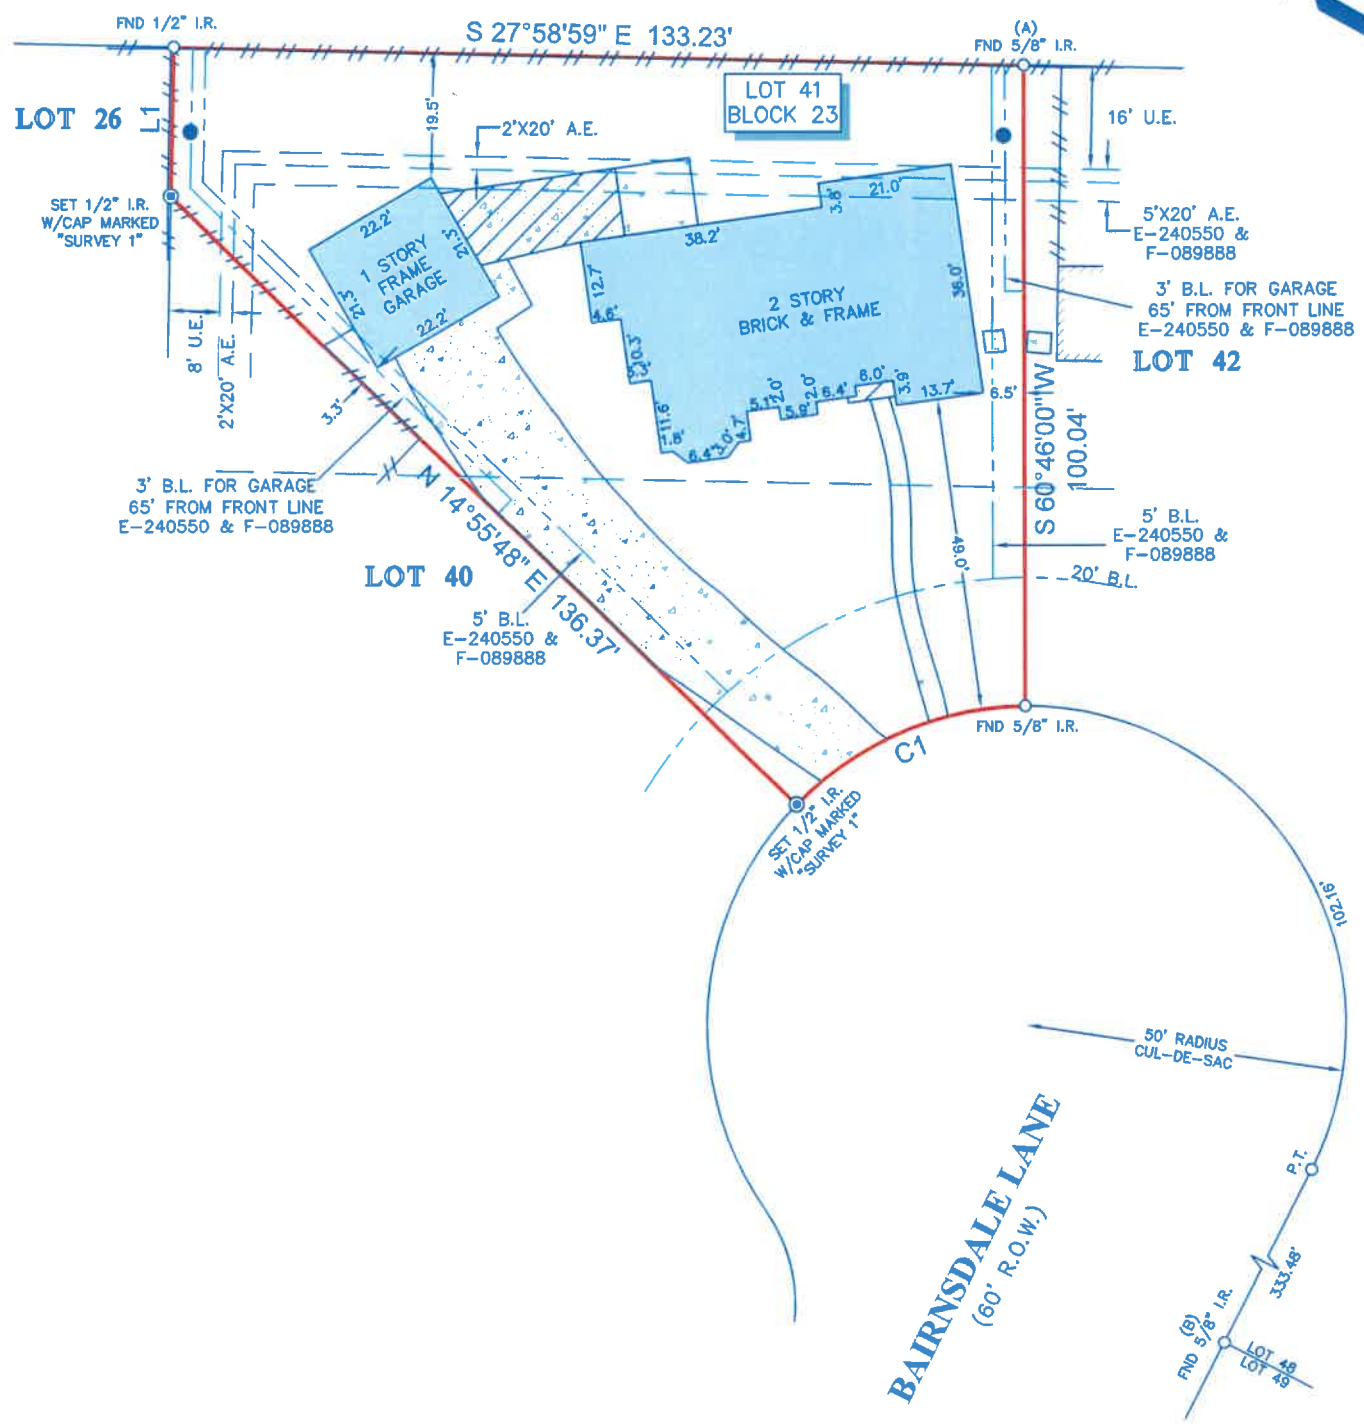 FND 1/2" I.R.
S 27°58'59" E 133.23'
(A)
FND 5/8" I.R.
LOT 41
BLOCK 23
LOT 26
L1
19.5'
2'X20' A.E.
16' U.E.
SET 1/2" I.R.
W/CAP MARKED
"SURVEY 1"
22.2'
1 STORY
FRAME
GARAGE
21.3'
21.3'
22.2'
38.2'
3.8'
21.0'
5'X20' A.E.
E-240550 &
F-089888
2 STORY
BRICK & FRAME
36.0'
12.7'
4.6'
10.3'
11.6'
6.4'
3.0'
4.7'
5.1'
2.0'
5.9'
2.0'
6.4'
6.0'
3.9'
13.7'
6.5'
3' B.L. FOR GARAGE
65' FROM FRONT LINE
E-240550 & F-089888
LOT 42
8' U.E.
2'X20' A.E.
3.3'
3' B.L. FOR GARAGE
65' FROM FRONT LINE
E-240550 & F-089888
N 14°55'48" E 136.37'
LOT 40
5' B.L.
E-240550 &
F-089888
S 60°46'00" W
100.04'
49.0'
5' B.L.
E-240550 &
F-089888
20' B.L.
FND 5/8" I.R.
C1
SET 1/2" I.R.
W/CAP MARKED
"SURVEY 1"
102.16'
50' RADIUS
CUL-DE-SAC
BAIRNSDALE LANE
(60' R.O.W.)
P.T.
333.48'
(B)
FND 5/8" I.R.
LOT 48
LOT 49